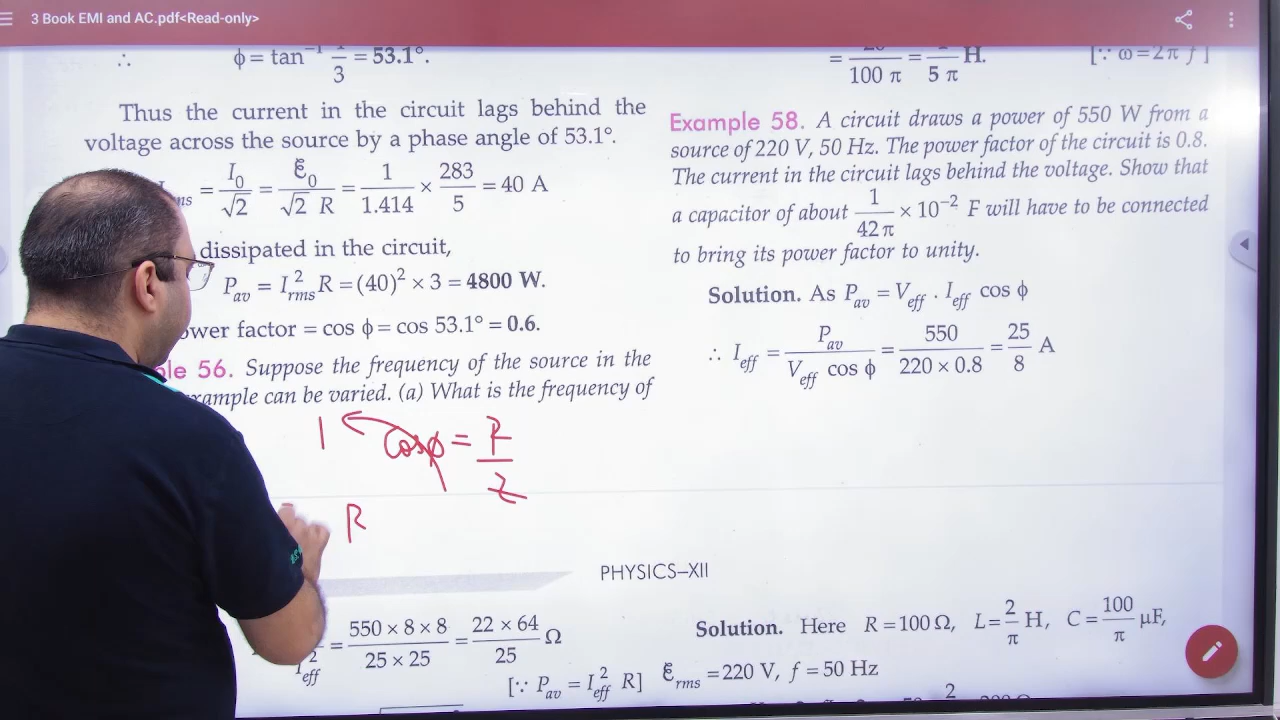 3 Book EMI and AC.pdf<Read-only>
∴ ϕ = tan⁻¹ /3 = 53.1°.
Thus the current in the circuit lags behind the
voltage across the source by a phase angle of 53.1°.
= I₀/√2 = ℰ₀/√2 R = 1/1.414 × 283/5 = 40 A
dissipated in the circuit,
P_av = I²_rms R = (40)² × 3 = 4800 W.
ower factor = cos ϕ = cos 53.1° = 0.6.
ple 56. Suppose the frequency of the source in the
xample can be varied. (a) What is the frequency of
1 cosϕ = R/Z
R
PHYSICS–XII
I²_eff = 550 × 8 × 8/25 × 25 = 22 × 64/25 Ω
[∵ P_av = I²_eff R]
= /100 π = /5 π H. [∵ ω = 2π f]
Example 58. A circuit draws a power of 550 W from a
source of 220 V, 50 Hz. The power factor of the circuit is 0.8.
The current in the circuit lags behind the voltage. Show that
a capacitor of about 1/42 π × 10⁻² F will have to be connected
to bring its power factor to unity.
Solution. As P_av = V_eff . I_eff cos ϕ
∴ I_eff = P_av/V_eff cos ϕ = 550/220 × 0.8 = 25/8 A
Solution. Here R = 100 Ω, L = 2/π H, C = 100/π μF,
ℰ_rms = 220 V, f = 50 Hz